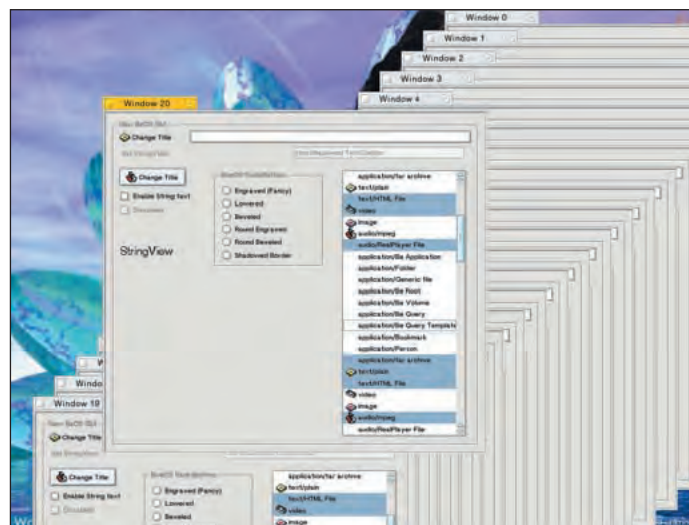 Window 0
Window 1
Window 2
Window 3
Window 4
Window 20
Change Title
Change Title
Enable String text
Disabled
StringView
Engraved (Fancy)
Lowered
Beveled
Round Engraved
Round Beveled
Shadowed Border
application/tar archive
text/plain
text/HTML File
video
image
audio/mpeg
audio/RealPlayer File
application/Be Application
application/Folder
application/Generic file
application/Be Root
application/Be Volume
application/Be Query
application/Be Query Template
application/Bookmark
application/Person
application/tar archive
text/plain
text/HTML File
video
image
audio/mpeg
audio/RealPlayer File
W
Windo
Window 19
Change Title
Change Title
Enable String text
Disabled
Engraved (Fancy)
Lowered
Beveled
application/tar archive
text/plain
text/HTML File
video
image